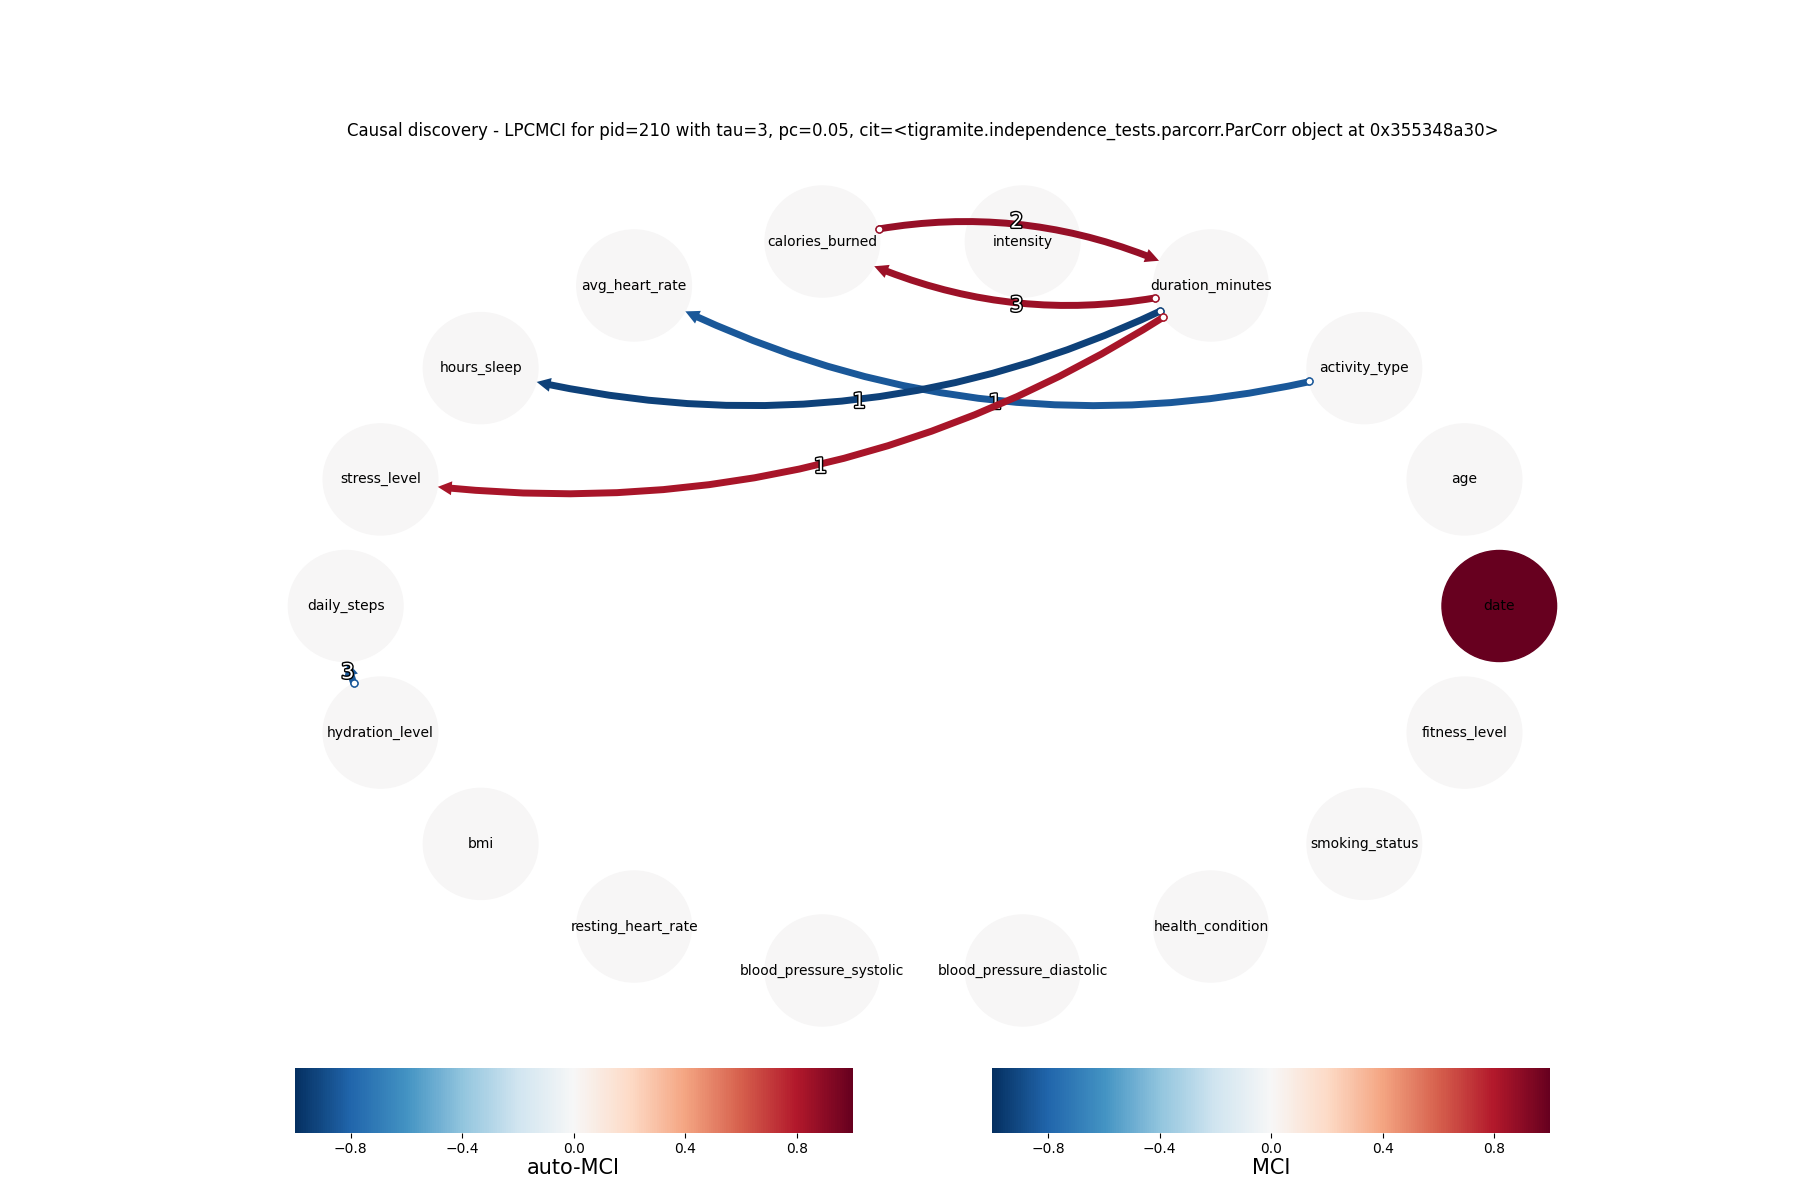 Causal discovery - LPCMCI for pid=210 with tau=3, pc=0.05, cit=<tigramite.independence_tests.parcorr.ParCorr object at 0x355348a30>
2
calories_burned
intensity
avg_heart_rate
duration_minutes
3
hours_sleep
activity_type
1
1
1
stress_level
age
daily_steps
date
3
hydration_level
fitness_level
bmi
smoking_status
resting_heart_rate
health_condition
blood_pressure_systolic
blood_pressure_diastolic
−0.8 −0.4 0.0 0.4 0.8
auto-MCI
−0.8 −0.4 0.0 0.4 0.8
MCI